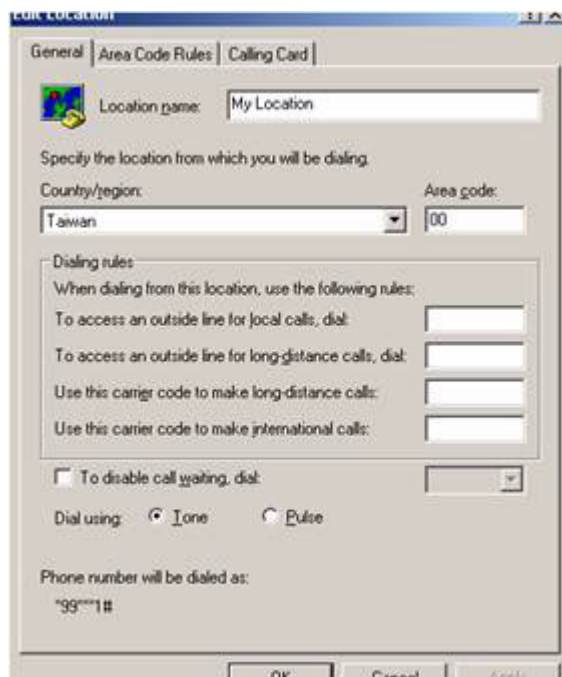 Edit Location
General Area Code Rules Calling Card
Location name: My Location
Specify the location from which you will be dialing.
Country/region: Area code:
Taiwan 00
Dialing rules
When dialing from this location, use the following rules:
To access an outside line for local calls, dial:
To access an outside line for long-distance calls, dial:
Use this carrier code to make long-distance calls:
Use this carrier code to make international calls:
To disable call waiting, dial:
Dial using: Tone Pulse
Phone number will be dialed as:
*99***1#
OK Cancel Apply